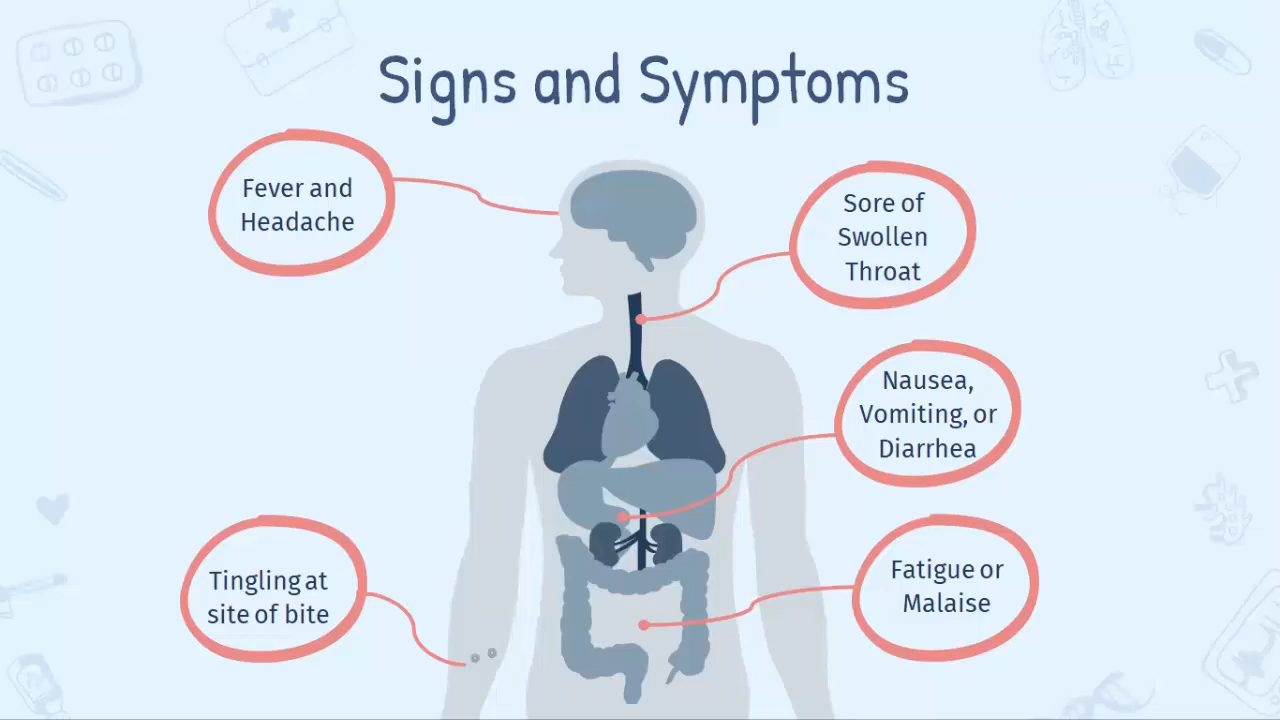 Signs and Symptoms
Fever and
Headache
Sore of
Swollen
Throat
Nausea,
Vomiting, or
Diarrhea
Tingling at
site of bite
Fatigue or
Malaise